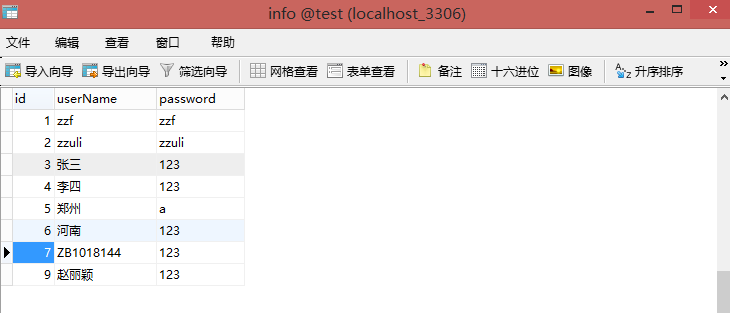 info @test (localhost_3306)
文件 编辑 查看 窗口 帮助
导入向导 导出向导 筛选向导 网格查看 表单查看 备注 十六进位 图像 升序排序
id userName password
1 zzf zzf
2 zzuli zzuli
3 张三 123
4 李四 123
5 郑州 a
6 河南 123
7 ZB1018144 123
9 赵丽颖 123